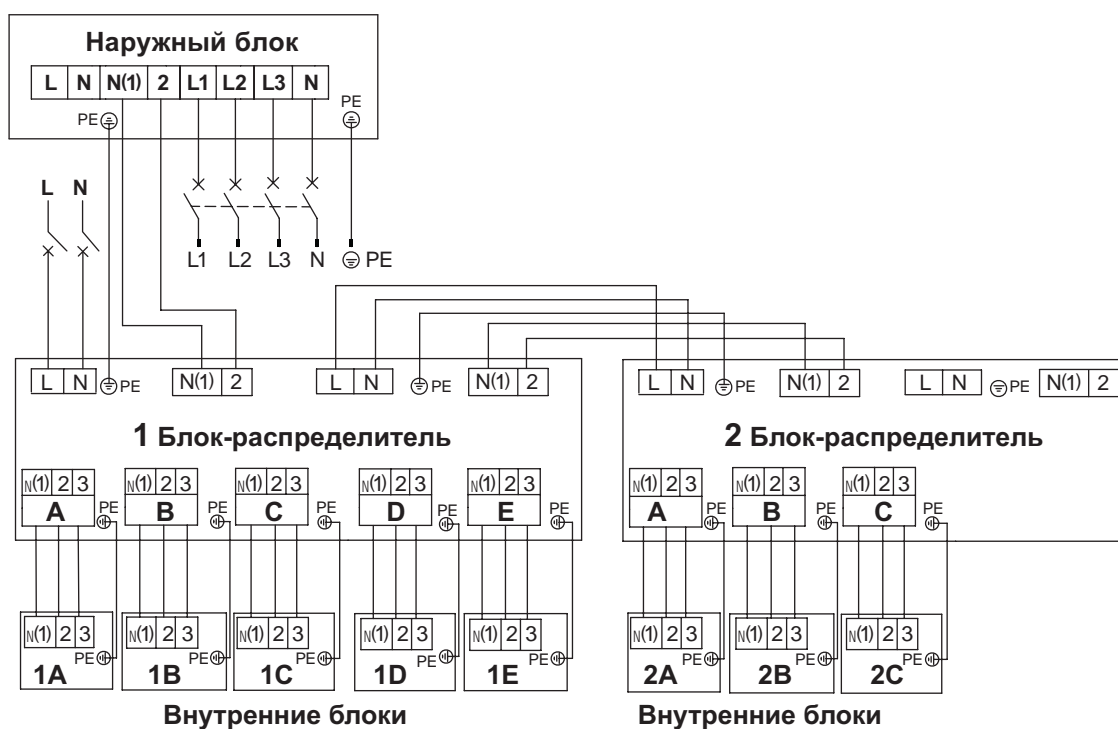 Наружный блок
L N N(1) 2 L1 L2 L3 N
PE
PE
L N
L1 L2 L3 N PE
L N PE N(1) 2 L N PE N(1) 2
L N PE N(1) 2 L N PE N(1) 2
1 Блок-распределитель
2 Блок-распределитель
N(1) 2 3 N(1) 2 3 N(1) 2 3 N(1) 2 3 N(1) 2 3
A PE B PE C PE D PE E PE
N(1) 2 3 N(1) 2 3 N(1) 2 3
A PE B PE C PE
N(1) 2 3 N(1) 2 3 N(1) 2 3 N(1) 2 3 N(1) 2 3
1A PE 1B PE 1C PE 1D PE 1E PE
N(1) 2 3 N(1) 2 3 N(1) 2 3
2A PE 2B PE 2C PE
Внутренние блоки
Внутренние блоки